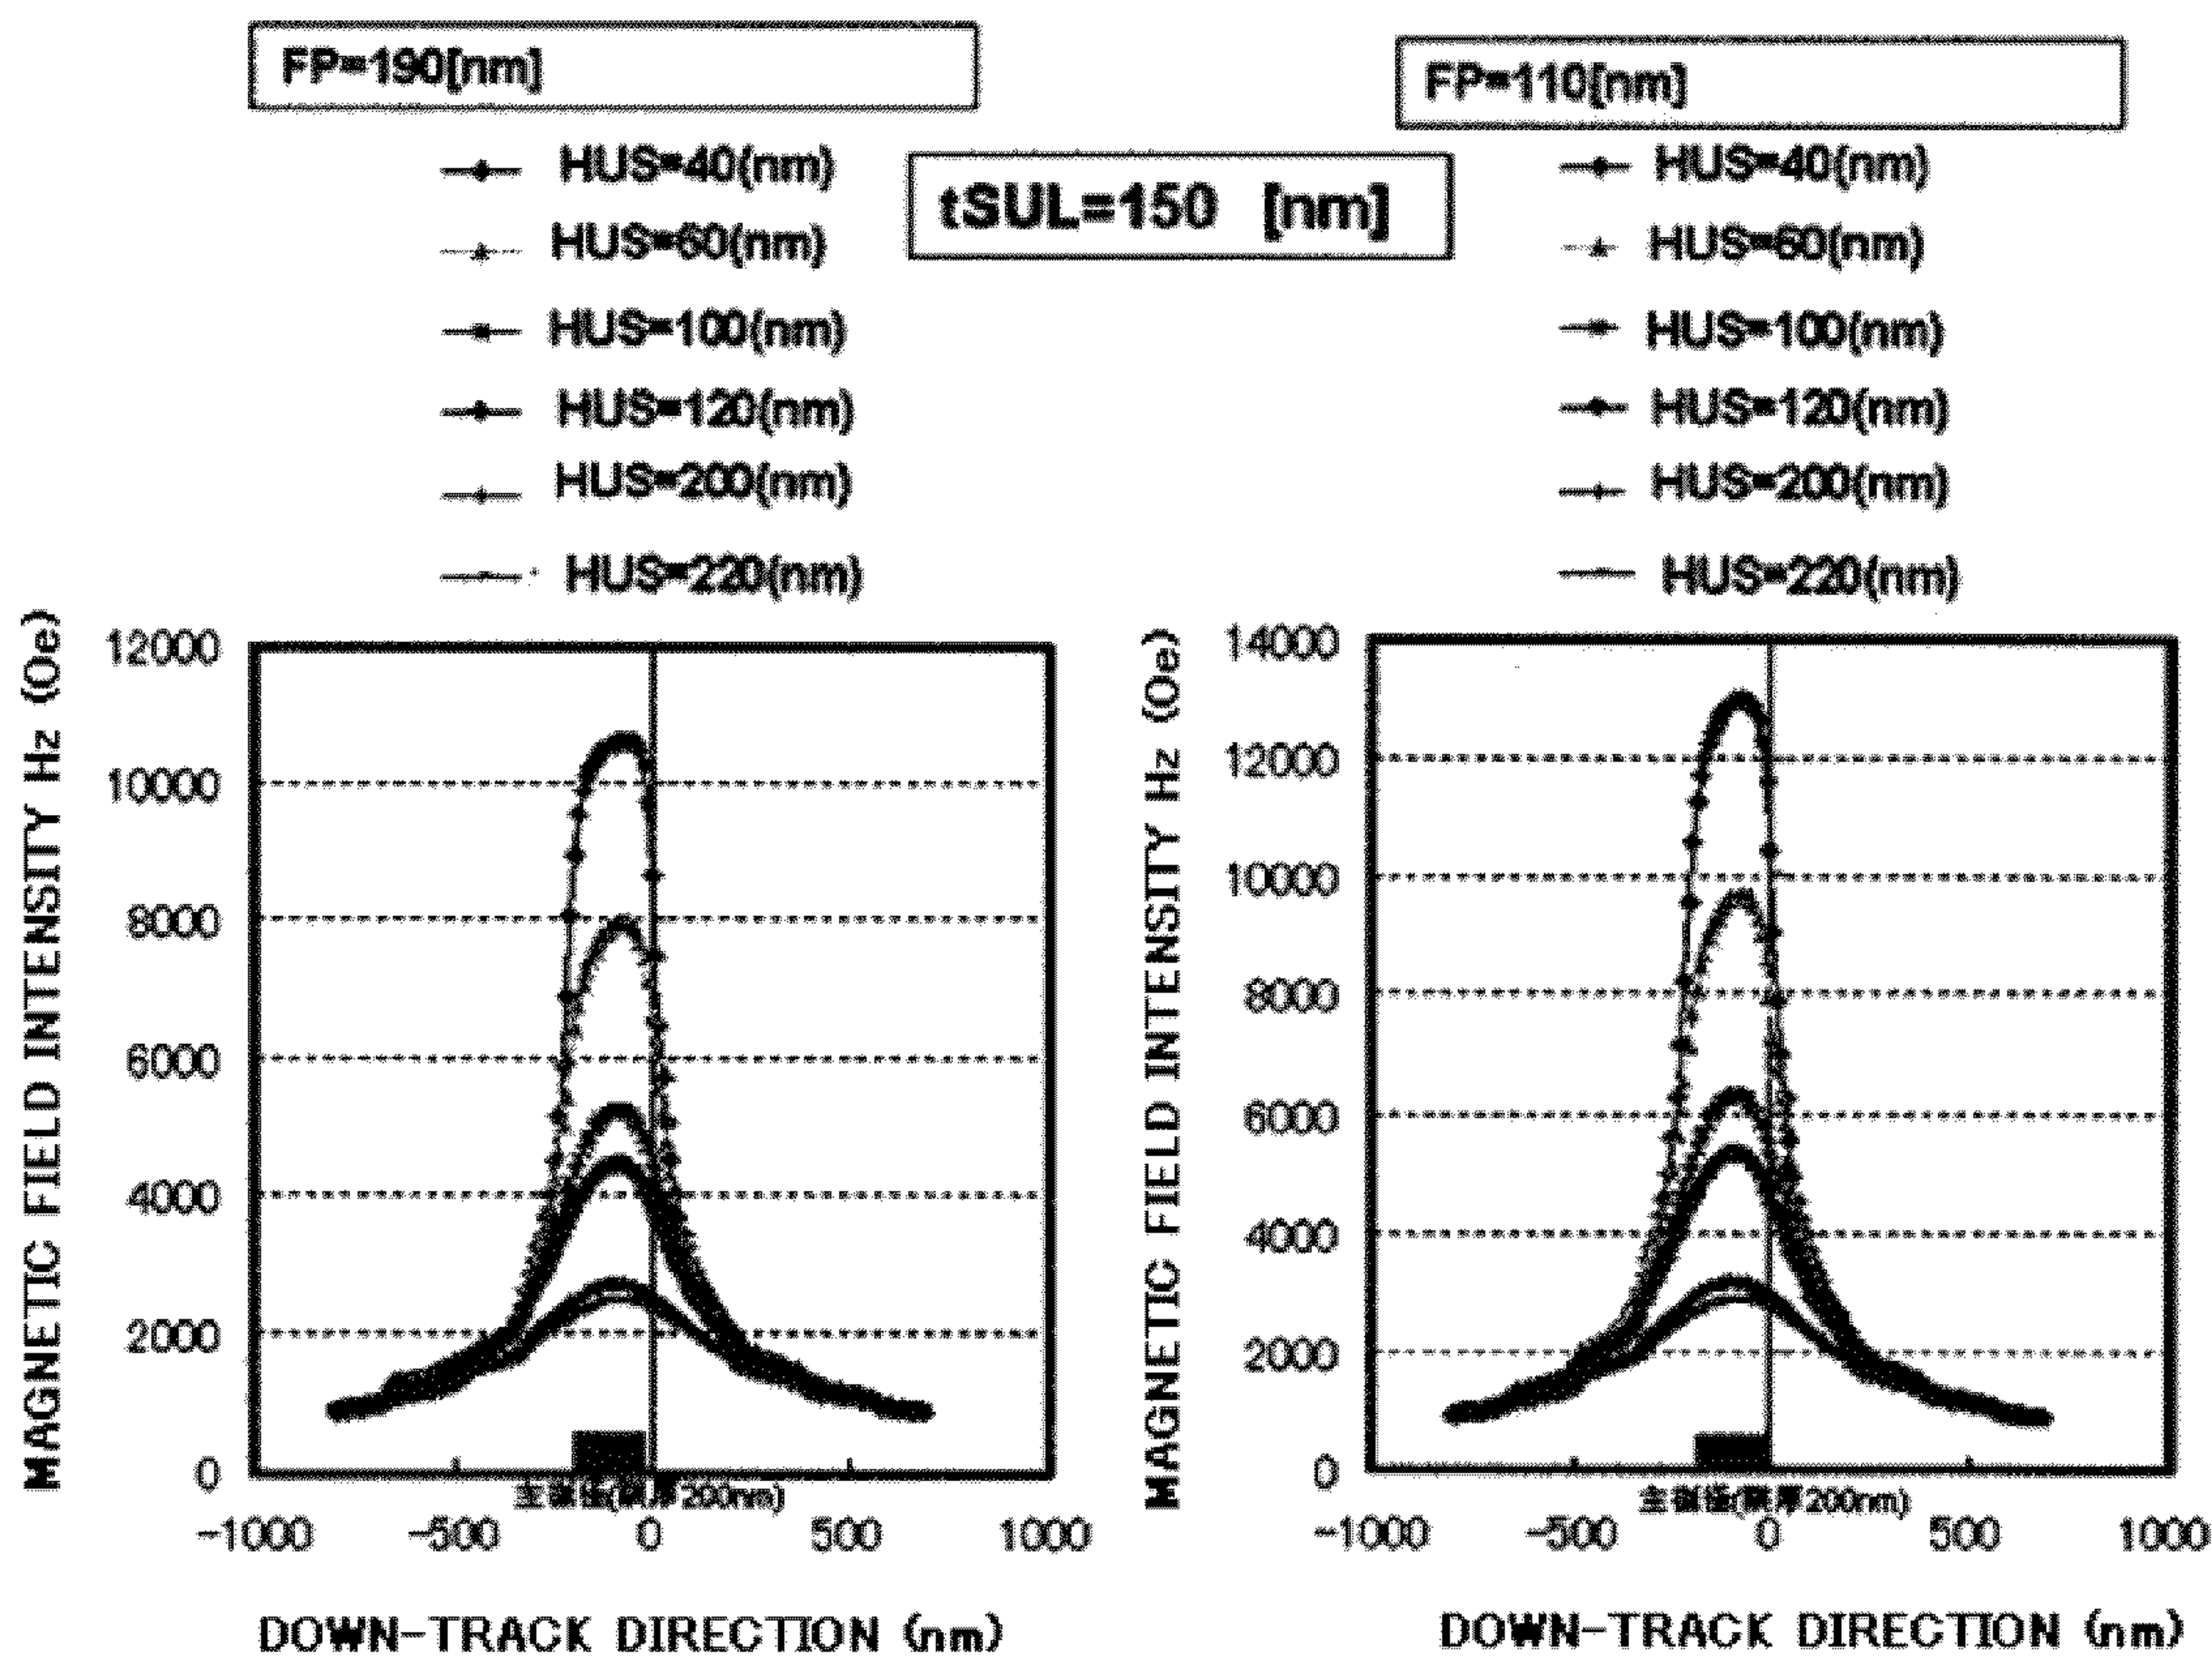 FP=190[nm]
HUS=40(nm)
HUS=60(nm)
HUS=100(nm)
HUS=120(nm)
HUS=200(nm)
HUS=220(nm)
tSUL=150 [nm]
FP=110[nm]
HUS=40(nm)
HUS=60(nm)
HUS=100(nm)
HUS=120(nm)
HUS=200(nm)
HUS=220(nm)
MAGNETIC FIELD INTENSITY Hz (Oe)
12000
10000
8000
6000
4000
2000
0
200nm)
-1000 -500 0 500 1000
DOWN-TRACK DIRECTION (nm)
MAGNETIC FIELD INTENSITY Hz (Oe)
14000
12000
10000
8000
6000
4000
2000
0
200nm)
-1000 -500 0 500 1000
DOWN-TRACK DIRECTION (nm)